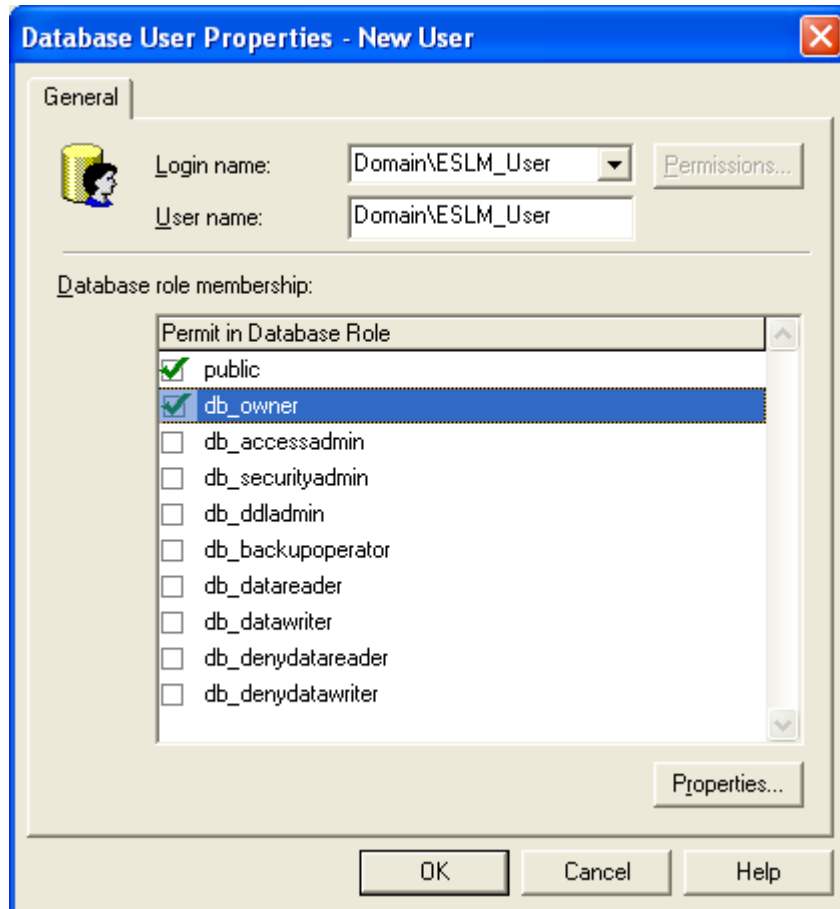 Database User Properties - New User
General
Login name: Domain\ESLM_User Permissions...
User name: Domain\ESLM_User
Database role membership:
Permit in Database Role
public
db_owner
db_accessadmin
db_securityadmin
db_ddladmin
db_backupoperator
db_datareader
db_datawriter
db_denydatareader
db_denydatawriter
Properties...
OK Cancel Help